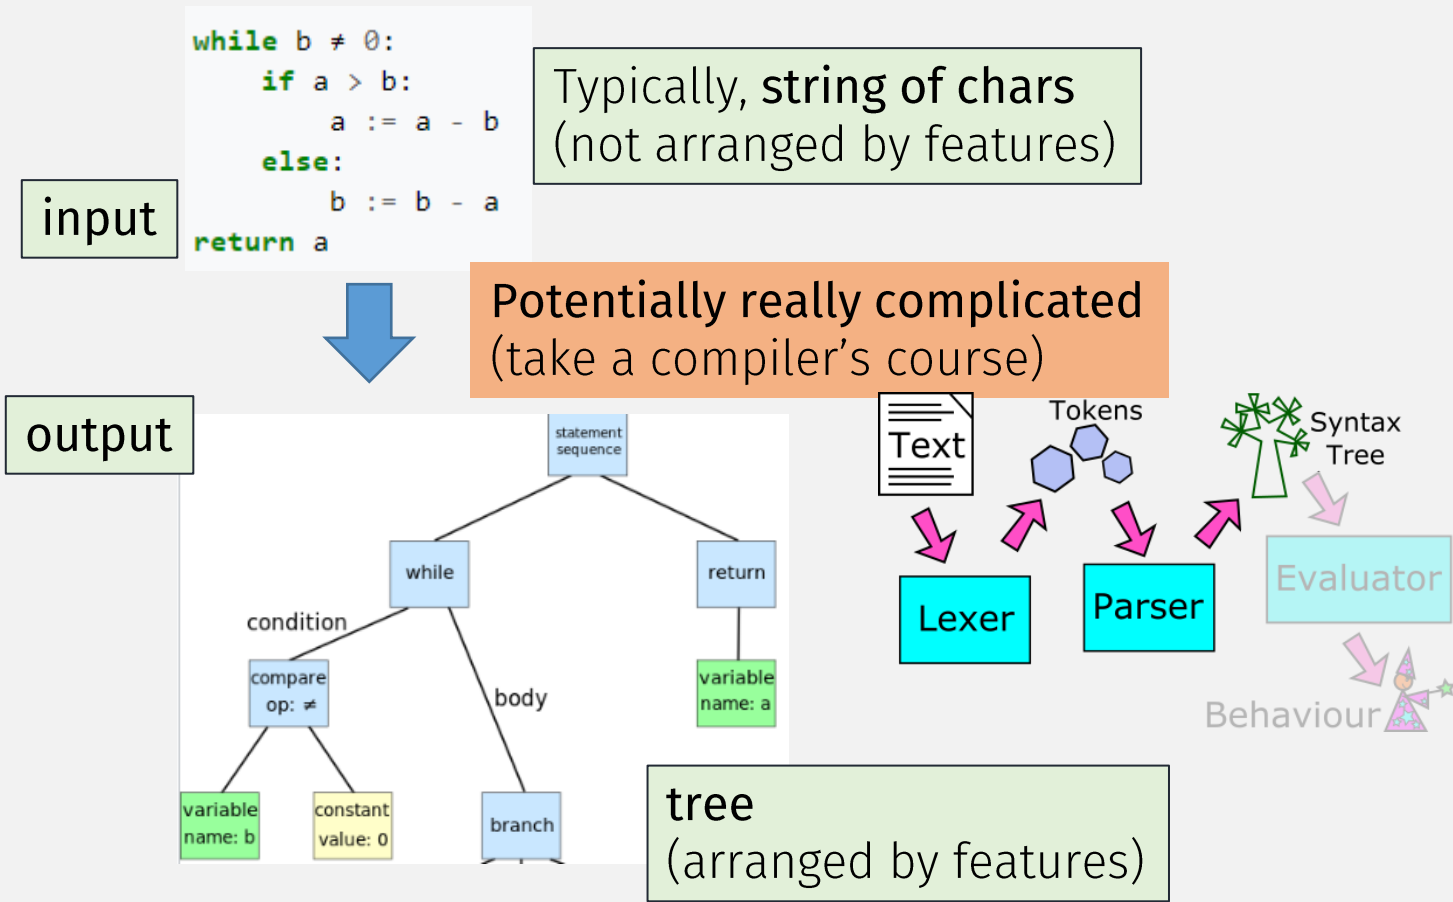 while b ≠ 0:
if a > b:
a := a - b
else:
b := b - a
return a
Typically, string of chars
(not arranged by features)
input
Potentially really complicated
(take a compiler’s course)
output
statement
sequence
while
return
condition
compare
op: ≠
body
variable
name: a
variable
name: b
constant
value: 0
branch
Text
Tokens
Syntax
Tree
Lexer
Parser
Evaluator
Behaviour
tree
(arranged by features)